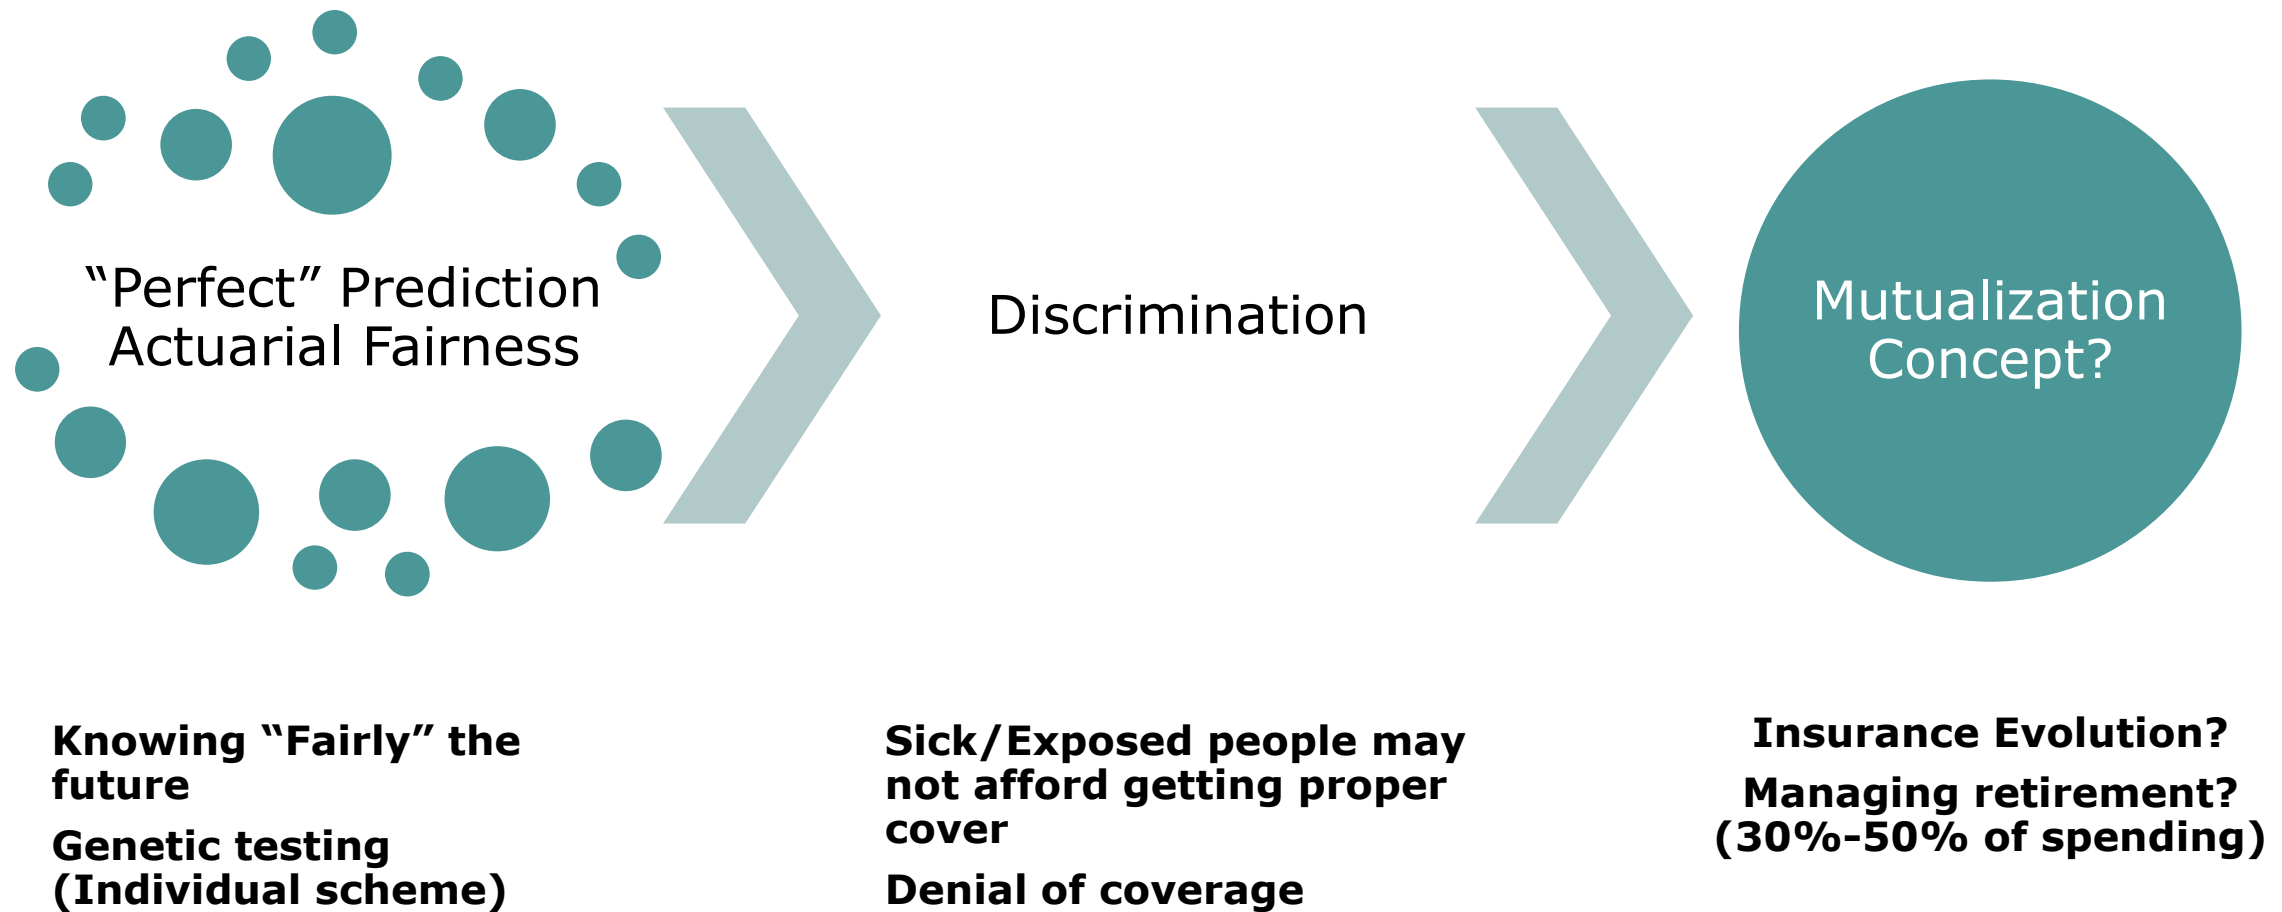 “Perfect” Prediction
Actuarial Fairness
Discrimination
Mutualization
Concept?
Knowing “Fairly” the
future
Genetic testing
(Individual scheme)
Sick/Exposed people may
not afford getting proper
cover
Denial of coverage
Insurance Evolution?
Managing retirement?
(30%-50% of spending)